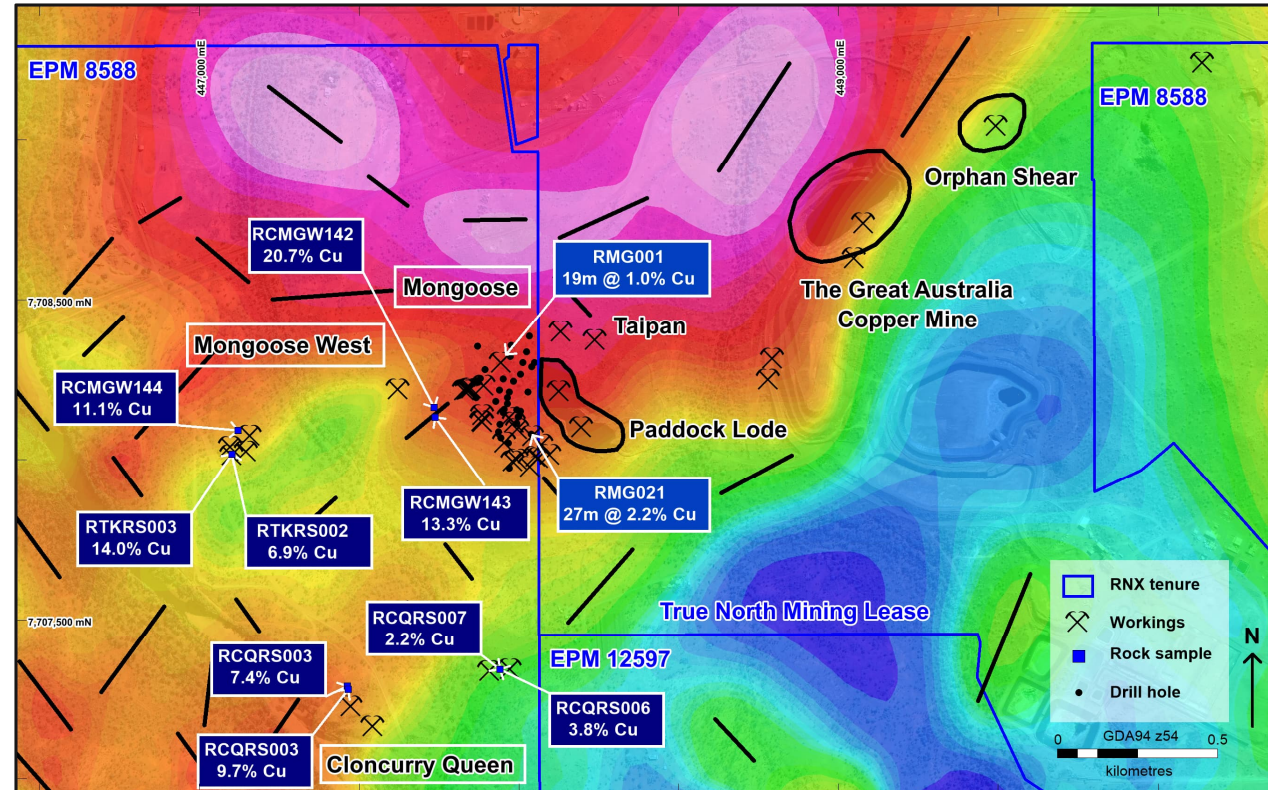 EPM 8588
447,000 mE
449,000 mE
EPM 8588
Orphan Shear
RCMGW142
20.7% Cu
RMG001
19m @ 1.0% Cu
Mongoose
The Great Australia
Copper Mine
7,708,500 mN
Taipan
Mongoose West
RCMGW144
11.1% Cu
Paddock Lode
RCMGW143
13.3% Cu
RMG021
27m @ 2.2% Cu
RTKRS003
14.0% Cu
RTKRS002
6.9% Cu
7,707,500 mN
RCQRS007
2.2% Cu
True North Mining Lease
RCQRS003
7.4% Cu
EPM 12597
RCQRS006
3.8% Cu
RCQRS003
9.7% Cu
Cloncurry Queen
RNX tenure
Workings
Rock sample
Drill hole
N
GDA94 z54
0 0.5
kilometres